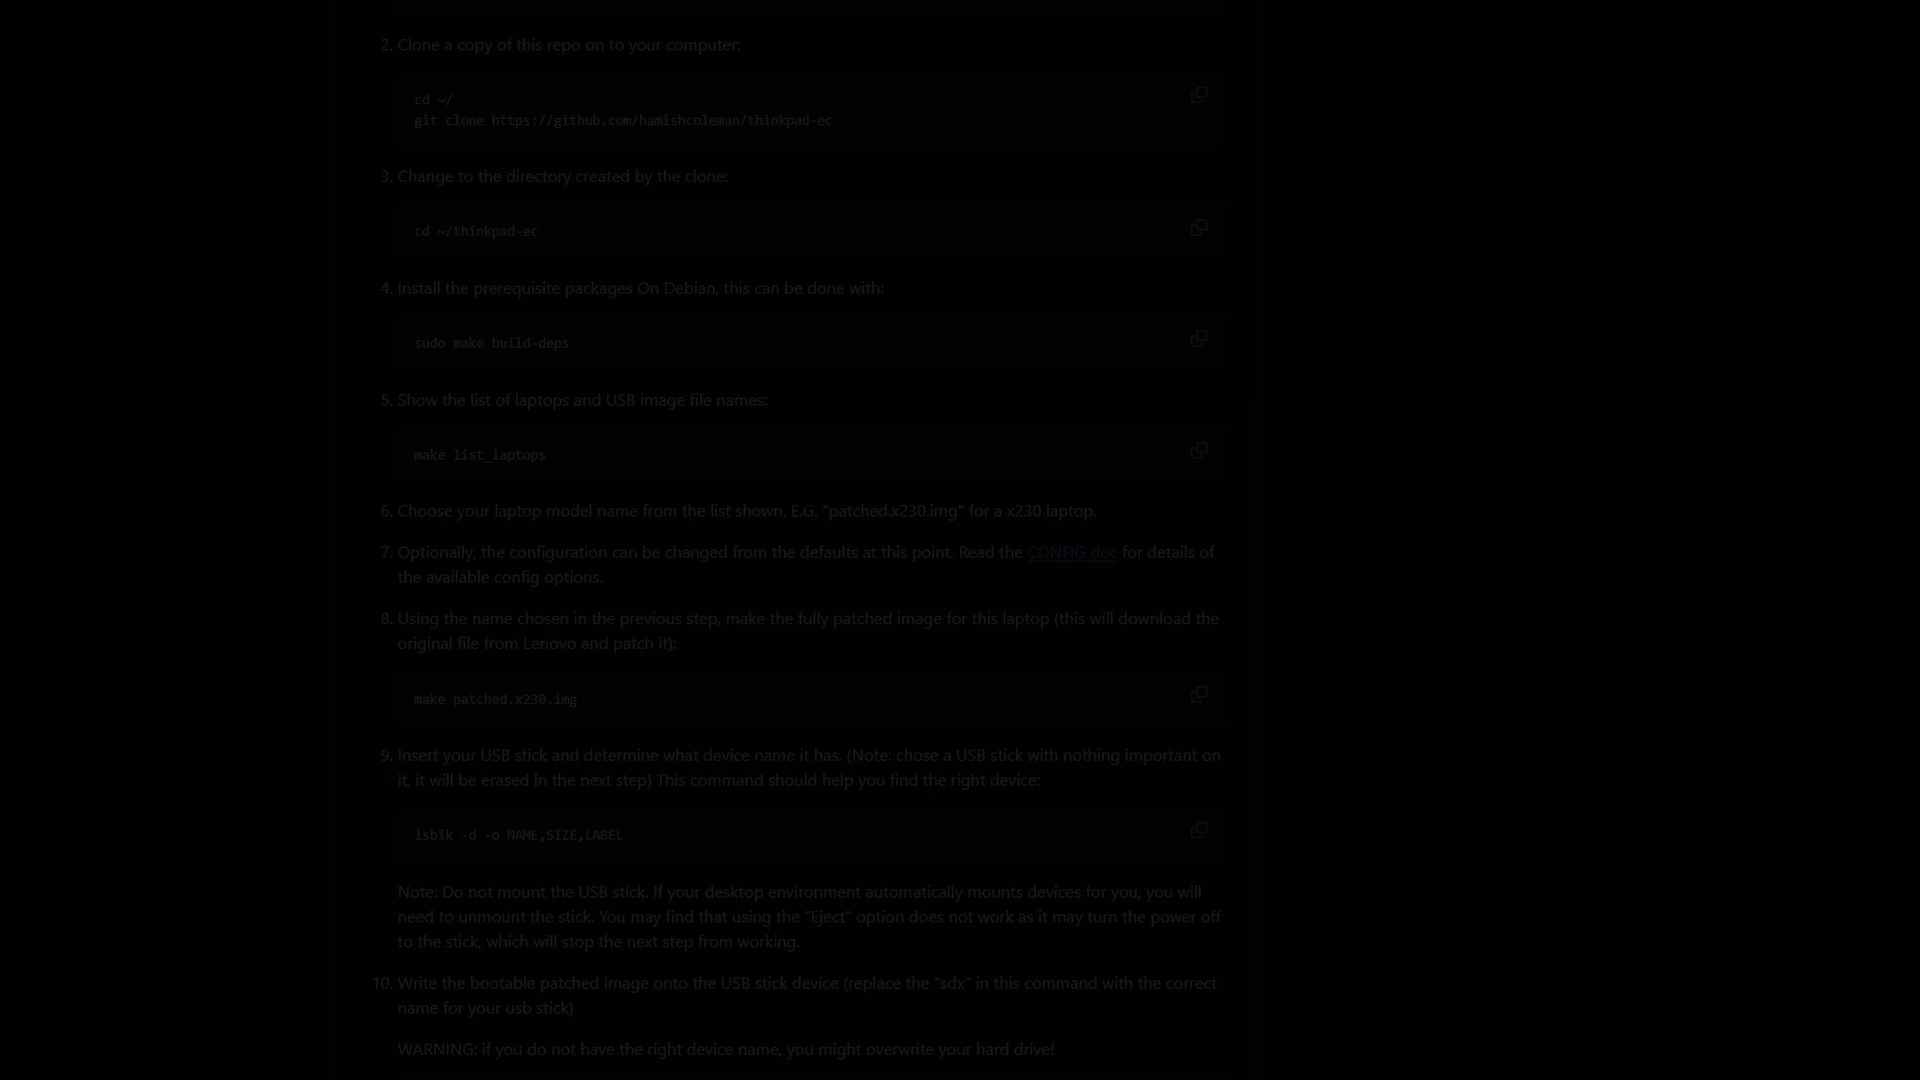 2. Clone a copy of this repo on to your computer:
cd ~/
git clone https://github.com/hamishcoleman/thinkpad-ec
3. Change to the directory created by the clone:
cd ~/thinkpad-ec
4. Install the prerequisite packages On Debian, this can be done with:
sudo make build-deps
5. Show the list of laptops and USB image file names:
make list_laptops
6. Choose your laptop model name from the list shown. E.G, "patched.x230.img" for a x230 laptop.
7. Optionally, the configuration can be changed from the defaults at this point. Read the CONFIG doc for details of
the available config options.
8. Using the name chosen in the previous step, make the fully patched image for this laptop (this will download the
original file from Lenovo and patch it):
make patched.x230.img
9. Insert your USB stick and determine what device name it has. (Note: chose a USB stick with nothing important on
it, it will be erased in the next step) This command should help you find the right device:
lsblk -d -o NAME,SIZE,LABEL
Note: Do not mount the USB stick. If your desktop environment automatically mounts devices for you, you will
need to unmount the stick. You may find that using the "Eject" option does not work as it may turn the power off
to the stick, which will stop the next step from working.
10. Write the bootable patched image onto the USB stick device (replace the "sdx" in this command with the correct
name for your usb stick)
WARNING: if you do not have the right device name, you might overwrite your hard drive!